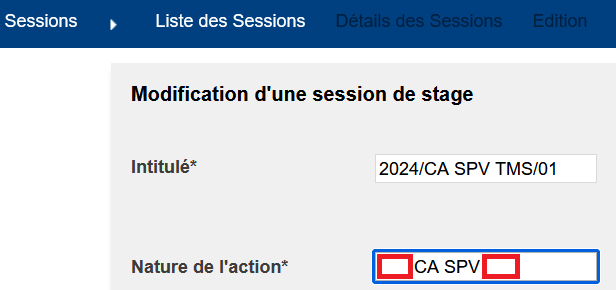 Sessions Liste des Sessions Détails des Sessions Edition
Modification d'une session de stage
Intitulé* 2024/CA SPV TMS/01
Nature de l'action* CA SPV